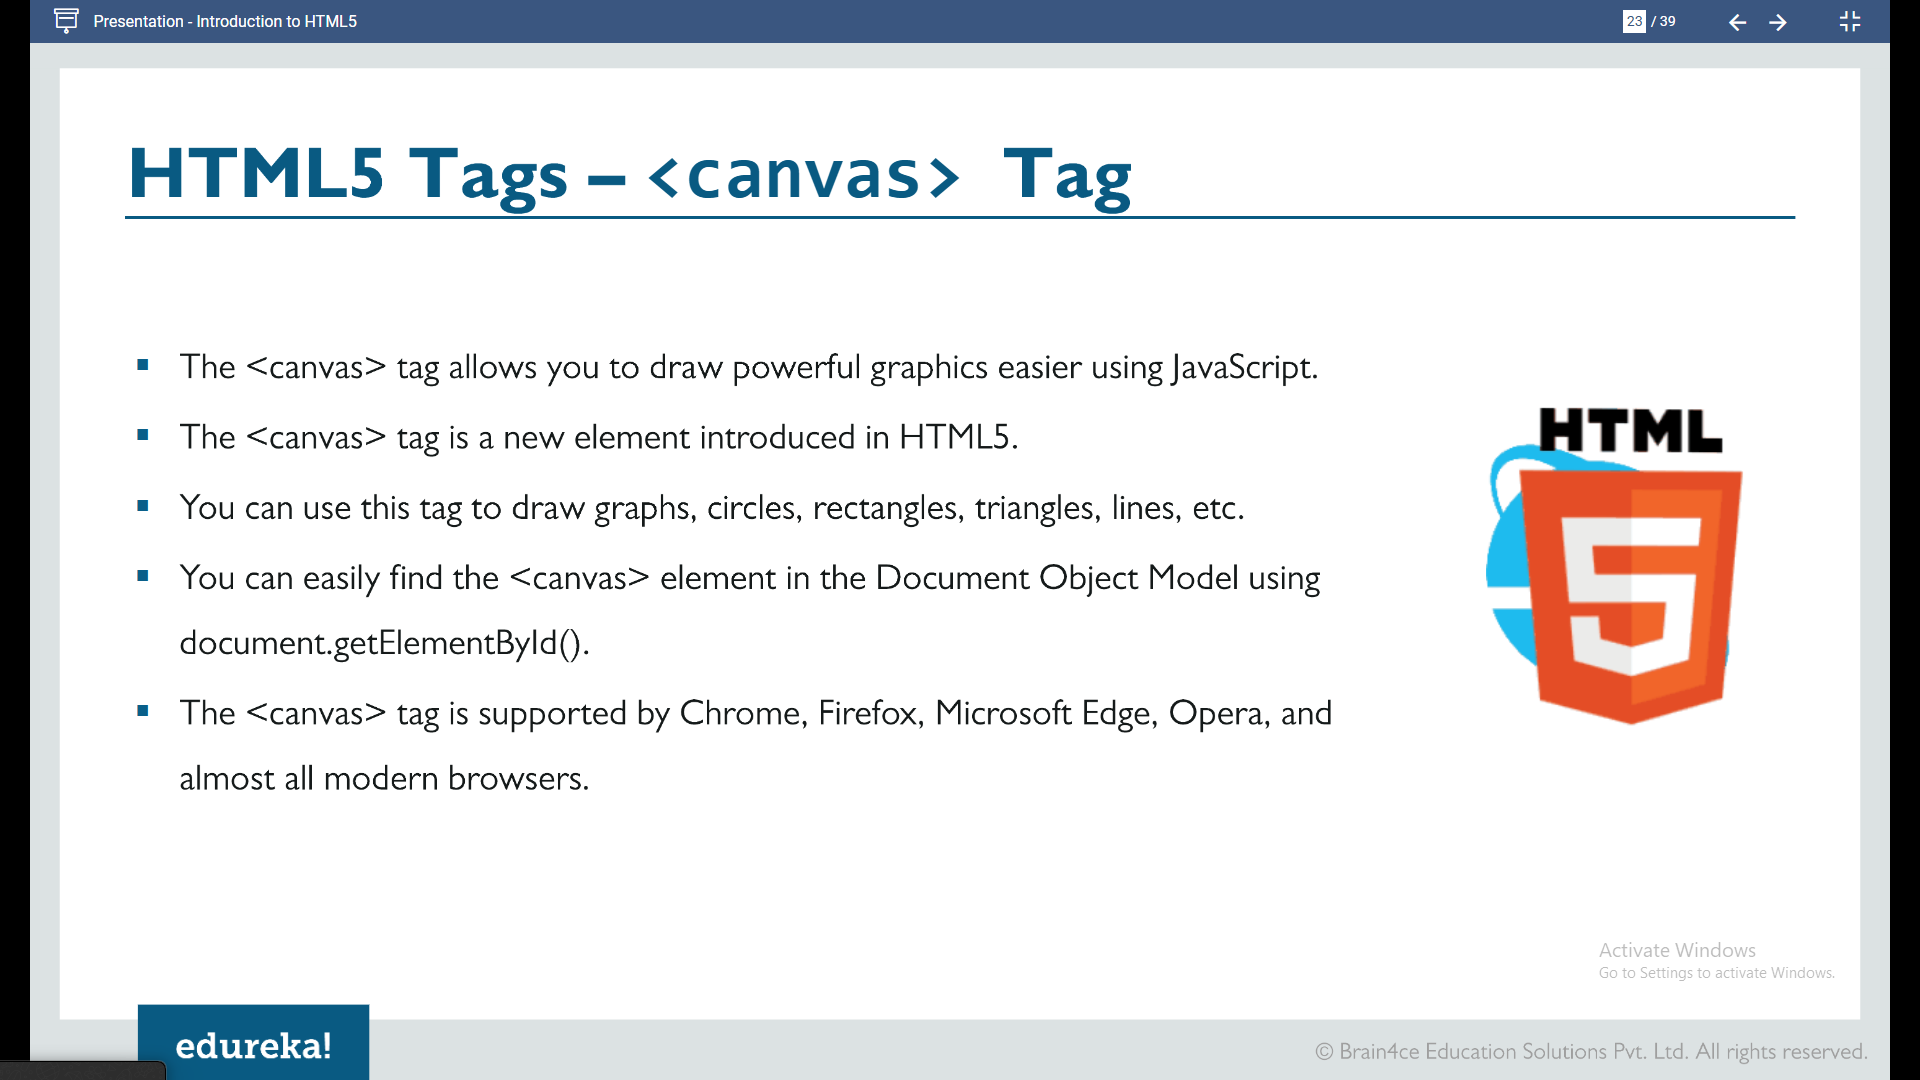 Presentation - Introduction to HTML5
23 / 39
HTML5 Tags – <canvas> Tag
▪ The <canvas> tag allows you to draw powerful graphics easier using JavaScript.
▪ The <canvas> tag is a new element introduced in HTML5.
▪ You can use this tag to draw graphs, circles, rectangles, triangles, lines, etc.
▪ You can easily find the <canvas> element in the Document Object Model using
document.getElementById().
▪ The <canvas> tag is supported by Chrome, Firefox, Microsoft Edge, Opera, and
almost all modern browsers.
HTML
5
Activate Windows
Go to Settings to activate Windows.
edureka!
© Brain4ce Education Solutions Pvt. Ltd. All rights reserved.